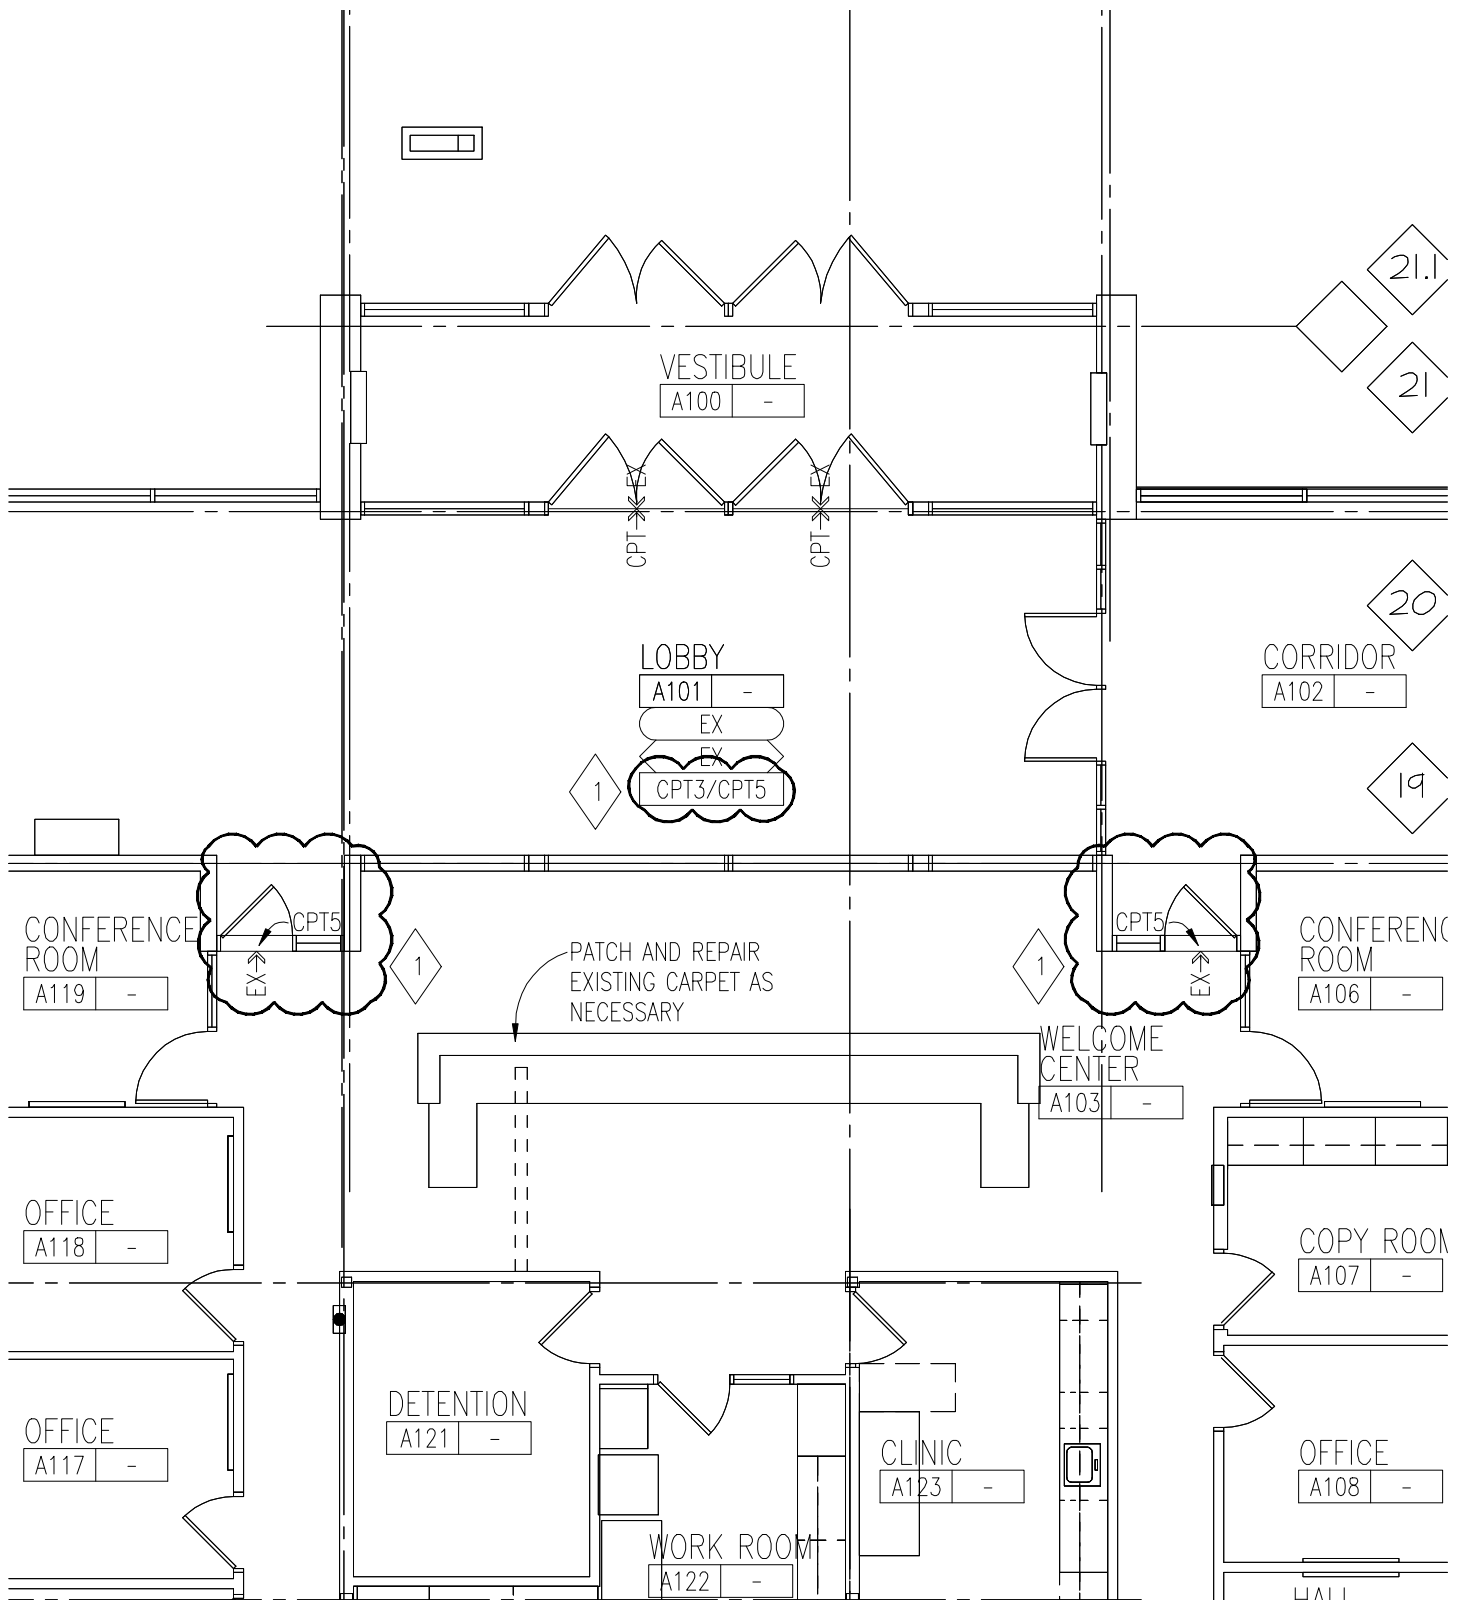 21.1
VESTIBULE
A100 -
21
EX EX
CPT CPT
20
LOBBY
A101 -
EX
EX
CPT3/CPT5
1
CORRIDOR
A102 -
19
CONFERENCE
ROOM
A119 -
CPT5
EX
1
PATCH AND REPAIR
EXISTING CARPET AS
NECESSARY
1
CPT5
EX
CONFERENC
ROOM
A106 -
WELCOME
CENTER
A103 -
OFFICE
A118 -
COPY ROOM
A107 -
DETENTION
A121 -
OFFICE
A117 -
CLINIC
A123 -
OFFICE
A108 -
WORK ROOM
A122 -
HALL